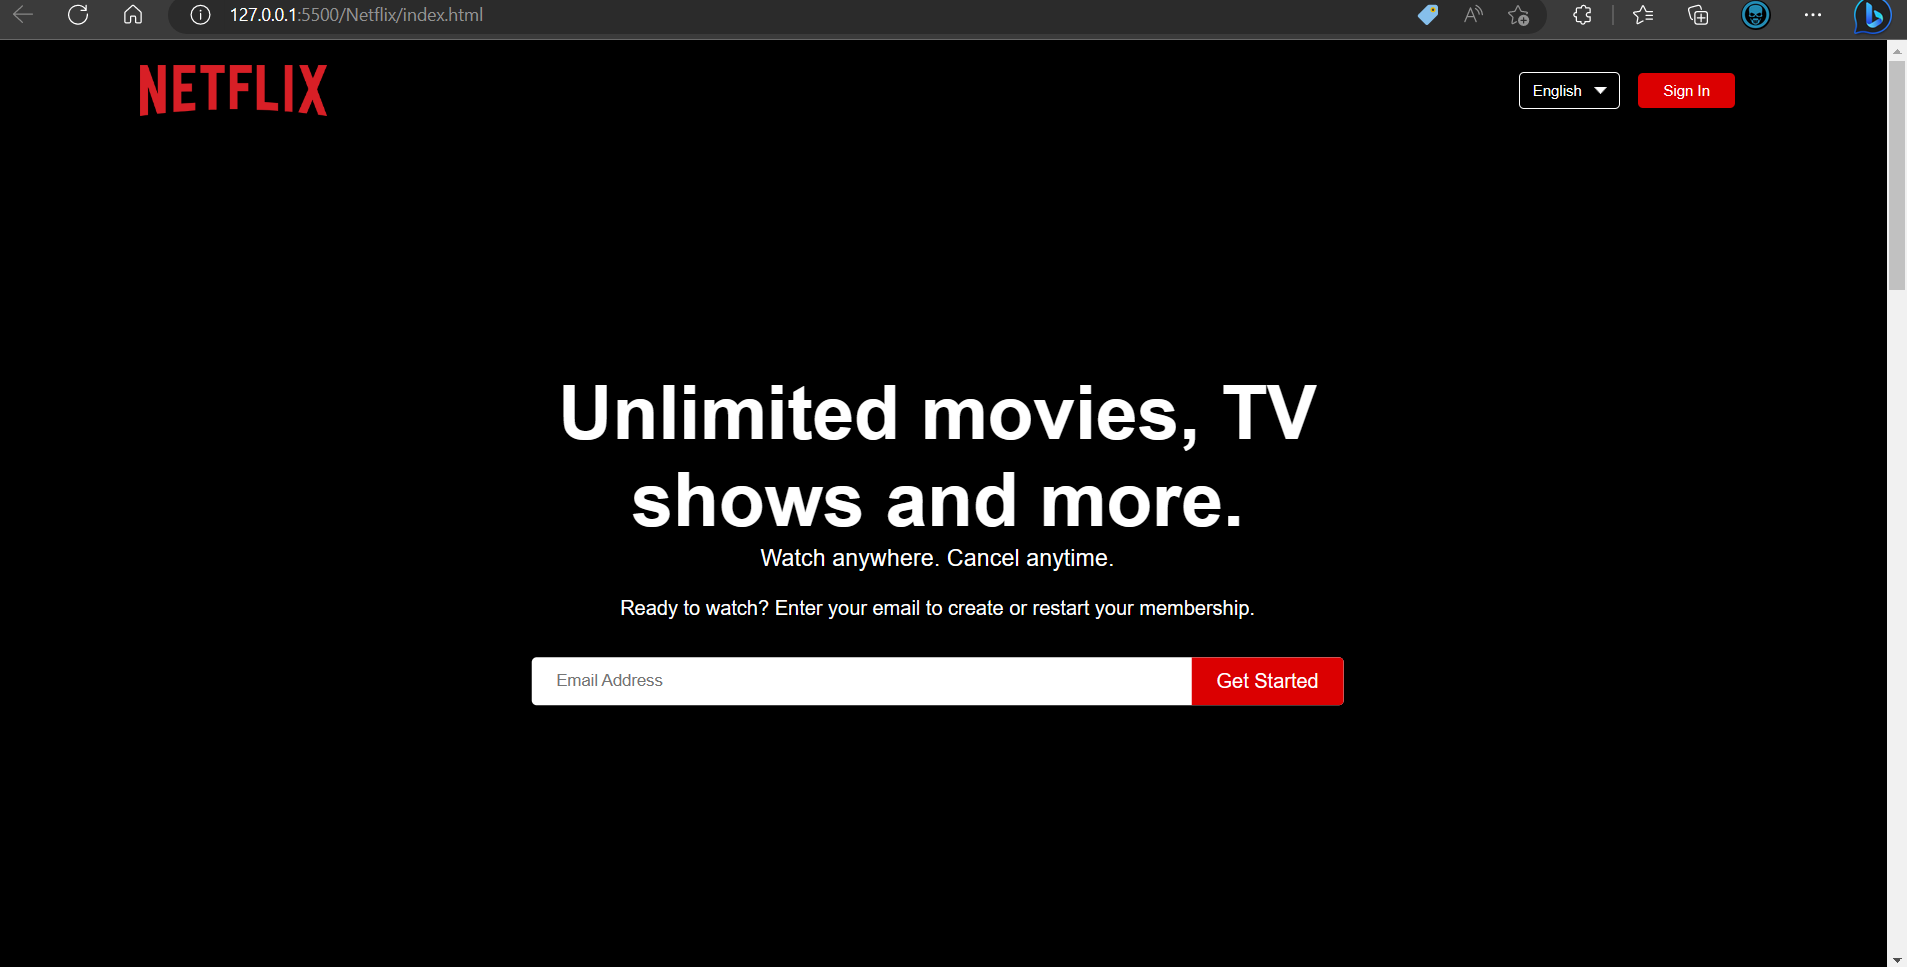 127.0.0.1:5500/Netflix/index.html
NETFLIX
English
Sign In
Unlimited movies, TV
shows and more.
Watch anywhere. Cancel anytime.
Ready to watch? Enter your email to create or restart your membership.
Email Address
Get Started